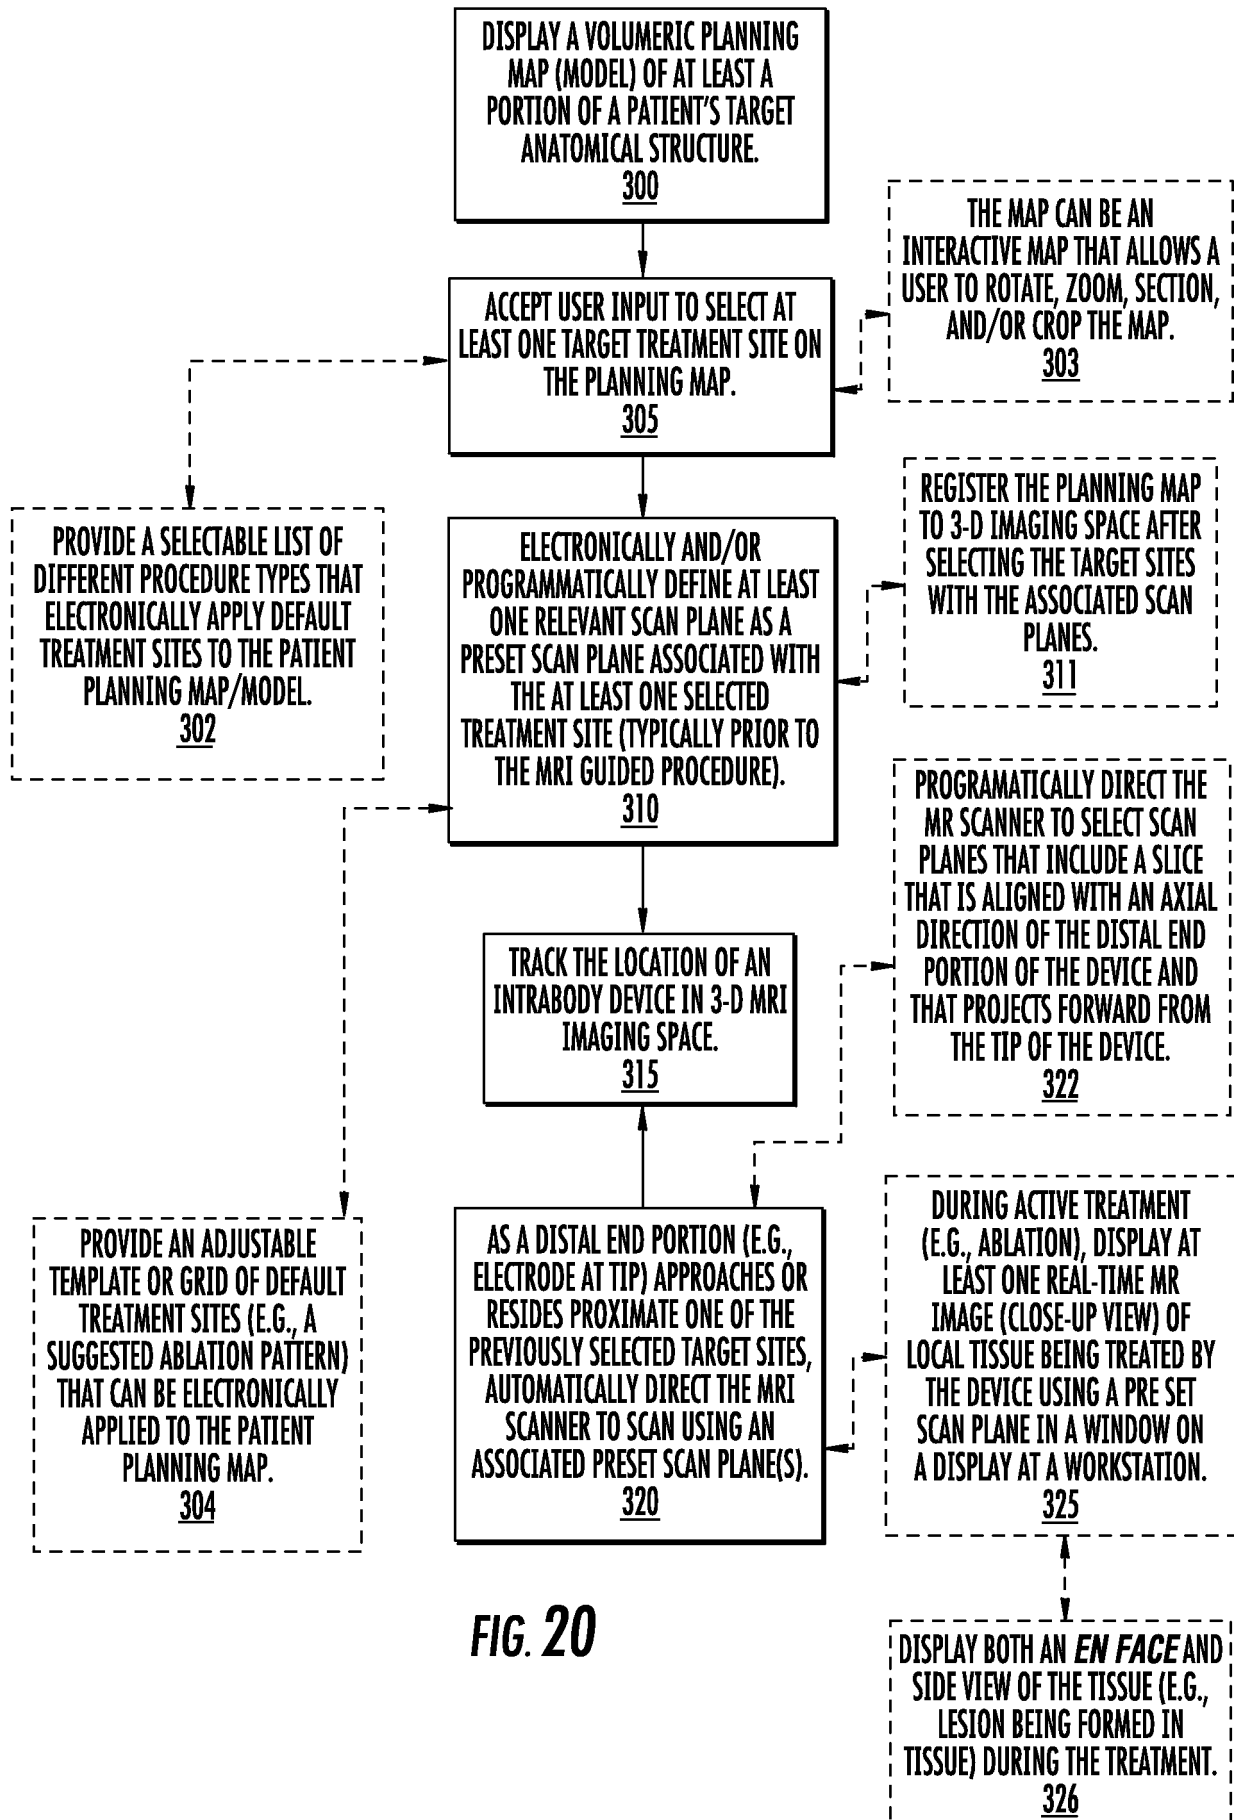 DISPLAY A VOLUMERIC PLANNING
MAP (MODEL) OF AT LEAST A
PORTION OF A PATIENT'S TARGET
ANATOMICAL STRUCTURE.
300
THE MAP CAN BE AN
INTERACTIVE MAP THAT ALLOWS A
USER TO ROTATE, ZOOM, SECTION,
AND/OR CROP THE MAP.
303
ACCEPT USER INPUT TO SELECT AT
LEAST ONE TARGET TREATMENT SITE ON
THE PLANNING MAP.
305
REGISTER THE PLANNING MAP
TO 3-D IMAGING SPACE AFTER
SELECTING THE TARGET SITES
WITH THE ASSOCIATED SCAN
PLANES.
311
PROVIDE A SELECTABLE LIST OF
DIFFERENT PROCEDURE TYPES THAT
ELECTRONICALLY APPLY DEFAULT
TREATMENT SITES TO THE PATIENT
PLANNING MAP/MODEL.
302
ELECTRONICALLY AND/OR
PROGRAMMATICALLY DEFINE AT LEAST
ONE RELEVANT SCAN PLANE AS A
PRESET SCAN PLANE ASSOCIATED WITH
THE AT LEAST ONE SELECTED
TREATMENT SITE (TYPICALLY PRIOR TO
THE MRI GUIDED PROCEDURE).
310
PROGRAMATICALLY DIRECT THE
MR SCANNER TO SELECT SCAN
PLANES THAT INCLUDE A SLICE
THAT IS ALIGNED WITH AN AXIAL
DIRECTION OF THE DISTAL END
PORTION OF THE DEVICE AND
THAT PROJECTS FORWARD FROM
THE TIP OF THE DEVICE.
322
TRACK THE LOCATION OF AN
INTRABODY DEVICE IN 3-D MRI
IMAGING SPACE.
315
PROVIDE AN ADJUSTABLE
TEMPLATE OR GRID OF DEFAULT
TREATMENT SITES (E.G., A
SUGGESTED ABLATION PATTERN)
THAT CAN BE ELECTRONICALLY
APPLIED TO THE PATIENT
PLANNING MAP.
304
AS A DISTAL END PORTION (E.G.,
ELECTRODE AT TIP) APPROACHES OR
RESIDES PROXIMATE ONE OF THE
PREVIOUSLY SELECTED TARGET SITES,
AUTOMATICALLY DIRECT THE MRI
SCANNER TO SCAN USING AN
ASSOCIATED PRESET SCAN PLANE(S).
320
DURING ACTIVE TREATMENT
(E.G., ABLATION), DISPLAY AT
LEAST ONE REAL-TIME MR
IMAGE (CLOSE-UP VIEW) OF
LOCAL TISSUE BEING TREATED BY
THE DEVICE USING A PRE SET
SCAN PLANE IN A WINDOW ON
A DISPLAY AT A WORKSTATION.
325
DISPLAY BOTH AN EN FACE AND
SIDE VIEW OF THE TISSUE (E.G.,
LESION BEING FORMED IN
TISSUE) DURING THE TREATMENT.
326
FIG. 20